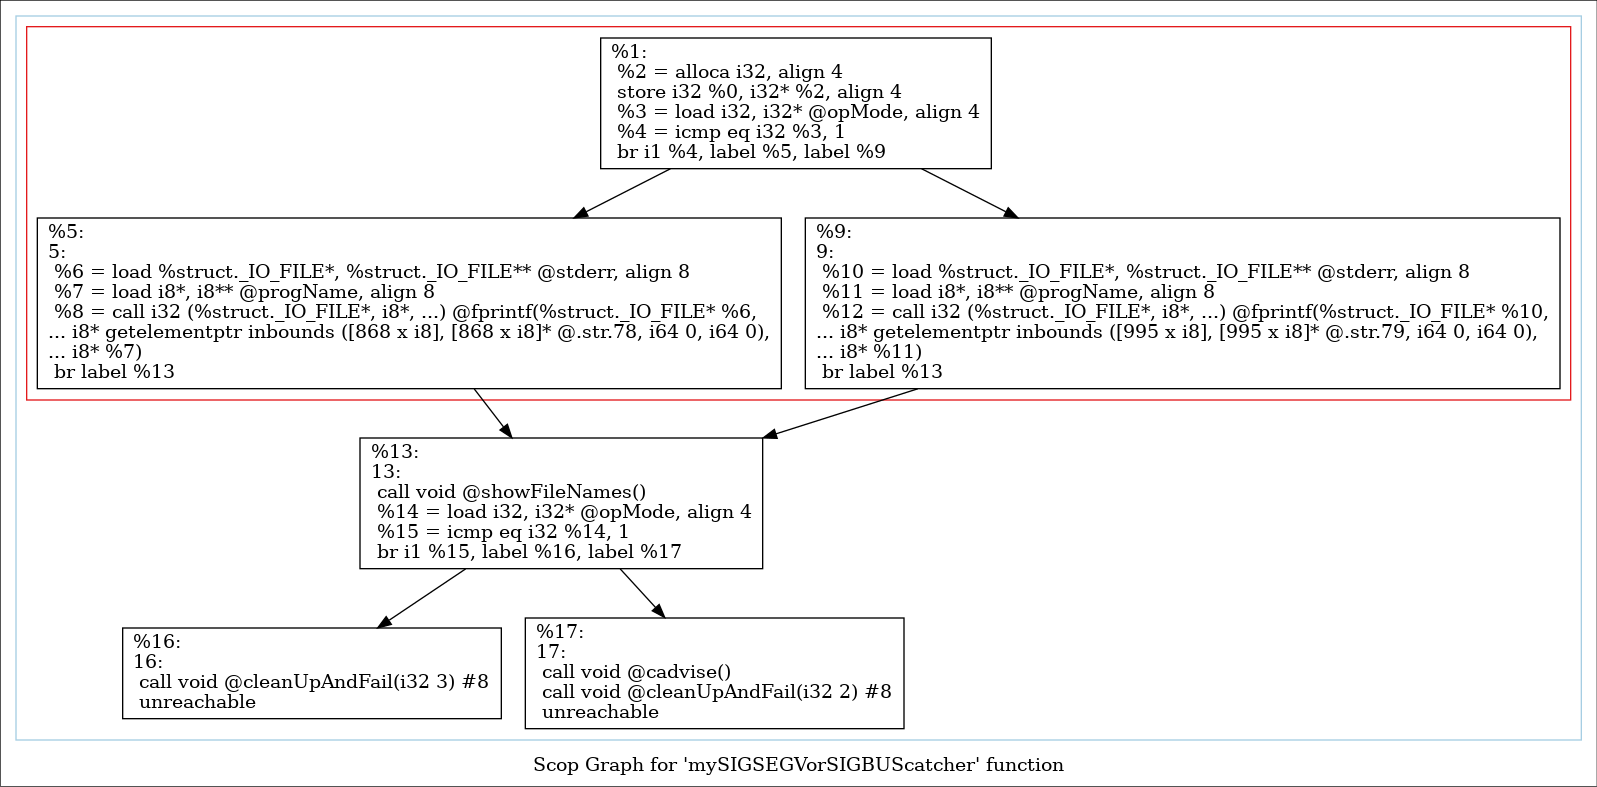 %1:
%2 = alloca i32, align 4
store i32 %0, i32* %2, align 4
%3 = load i32, i32* @opMode, align 4
%4 = icmp eq i32 %3, 1
br i1 %4, label %5, label %9
%5:
5:
%6 = load %struct._IO_FILE*, %struct._IO_FILE** @stderr, align 8
%7 = load i8*, i8** @progName, align 8
%8 = call i32 (%struct._IO_FILE*, i8*, ...) @fprintf(%struct._IO_FILE* %6,
... i8* getelementptr inbounds ([868 x i8], [868 x i8]* @.str.78, i64 0, i64 0),
... i8* %7)
br label %13
%9:
9:
%10 = load %struct._IO_FILE*, %struct._IO_FILE** @stderr, align 8
%11 = load i8*, i8** @progName, align 8
%12 = call i32 (%struct._IO_FILE*, i8*, ...) @fprintf(%struct._IO_FILE* %10,
... i8* getelementptr inbounds ([995 x i8], [995 x i8]* @.str.79, i64 0, i64 0),
... i8* %11)
br label %13
%13:
13:
call void @showFileNames()
%14 = load i32, i32* @opMode, align 4
%15 = icmp eq i32 %14, 1
br i1 %15, label %16, label %17
%16:
16:
call void @cleanUpAndFail(i32 3) #8
unreachable
%17:
17:
call void @cadvise()
call void @cleanUpAndFail(i32 2) #8
unreachable
Scop Graph for 'mySIGSEGVorSIGBUScatcher' function